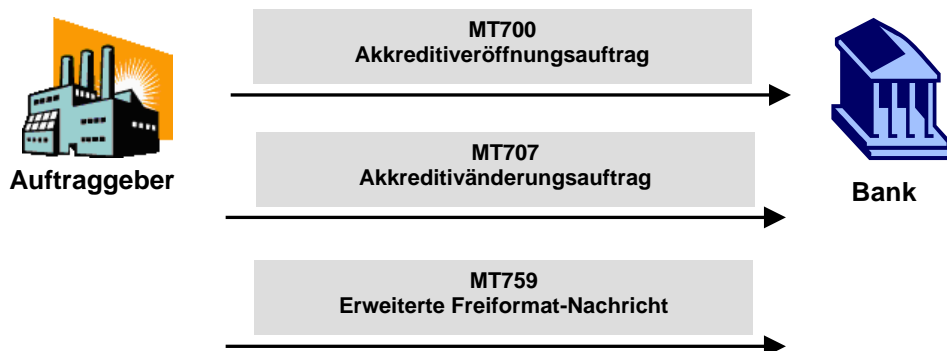 MT700
Akkreditiveröffnungsauftrag
Auftraggeber
MT707
Akkreditivänderungsauftrag
Bank
MT759
Erweiterte Freiformat-Nachricht